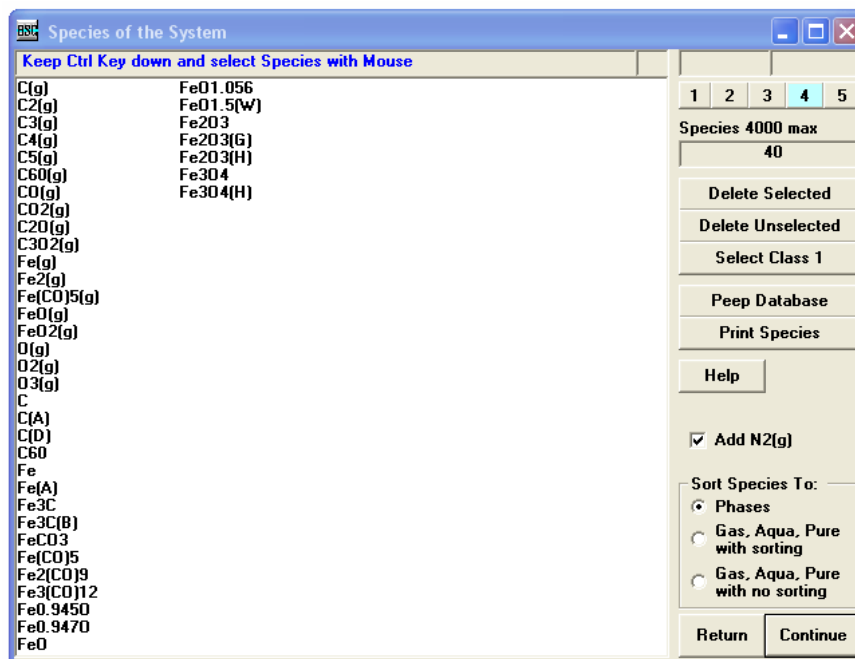 HSC
Species of the System
Keep Ctrl Key down and select Species with Mouse
C(g)
C2(g)
C3(g)
C4(g)
C5(g)
C60(g)
CO(g)
CO2(g)
C2O(g)
C3O2(g)
Fe(g)
Fe2(g)
Fe(CO)5(g)
FeO(g)
FeO2(g)
O(g)
O2(g)
O3(g)
C
C(A)
C(D)
C60
Fe
Fe(A)
Fe3C
Fe3C(B)
FeCO3
Fe(CO)5
Fe2(CO)9
Fe3(CO)12
Fe0.945O
Fe0.947O
FeO
FeO1.056
FeO1.5(W)
Fe2O3
Fe2O3(G)
Fe2O3(H)
Fe3O4
Fe3O4(H)
1 2 3 4 5
Species 4000 max
40
Delete Selected
Delete Unselected
Select Class 1
Peep Database
Print Species
Help
Add N2(g)
Sort Species To:
Phases
Gas, Aqua, Pure
with sorting
Gas, Aqua, Pure
with no sorting
Return Continue